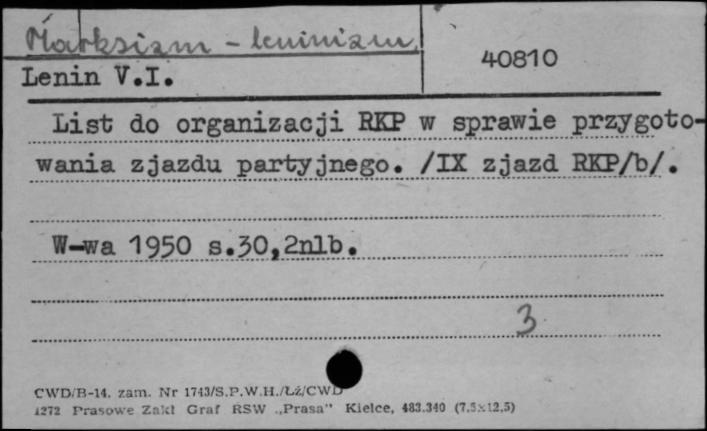 Marksizm - leninizm
40810
Lenin V.I.
List do organizacji RKP w sprawie przygoto-
wania zjazdu partyjnego. /IX zjazd RKP/b/.
W-wa 1950 s.30,2nlb.
3
CWD/B-14. zam. Nr 1743/S.P.W.H./Łż/CWD
1272 Prasowe Zakł Graf RSW „Prasa" Kielce, 483.340 (7,5x12,5)